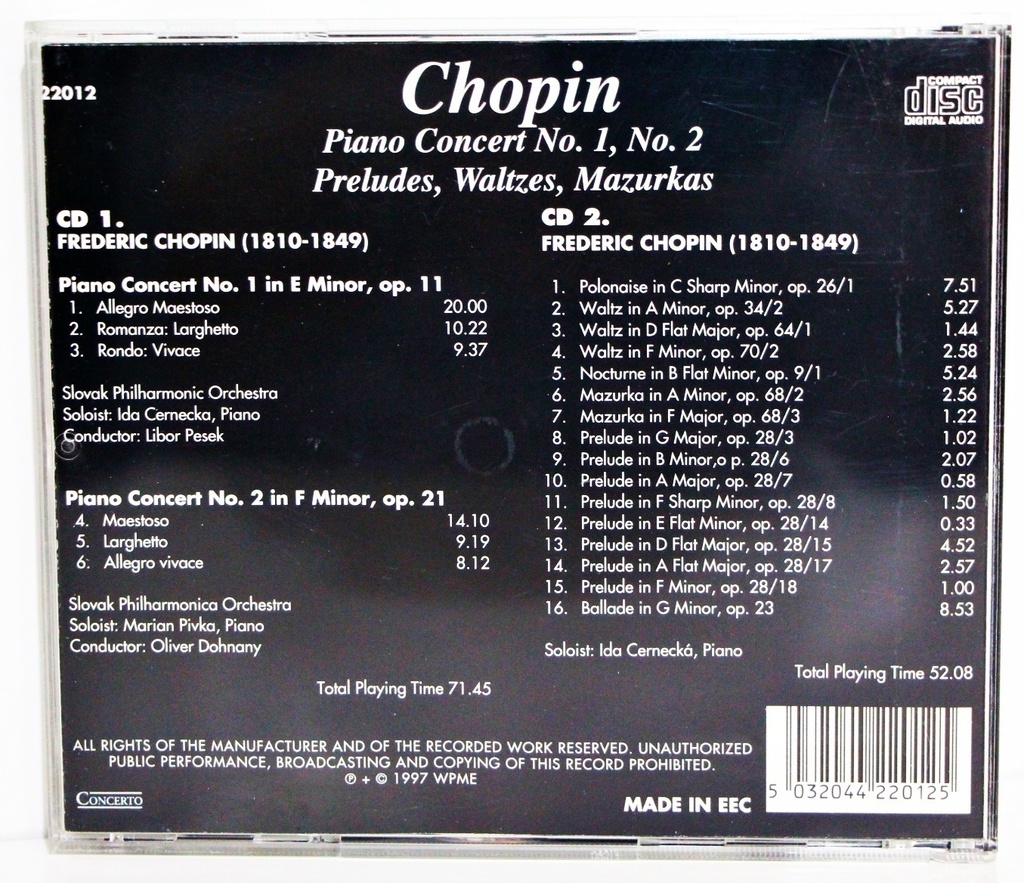 22012
Chopin
COMPACT
disc
DIGITAL AUDIO
Piano Concert No. 1, No. 2
Preludes, Waltzes, Mazurkas
CD 1.
FREDERIC CHOPIN (1810-1849)
Piano Concert No. 1 in E Minor, op. 11
1. Allegro Maestoso 20.00
2. Romanza: Larghetto 10.22
3. Rondo: Vivace 9.37
Slovak Philharmonic Orchestra
Soloist: Ida Cernecka, Piano
Conductor: Libor Pesek
Piano Concert No. 2 in F Minor, op. 21
4. Maestoso 14.10
5. Larghetto 9.19
6. Allegro vivace 8.12
Slovak Philharmonica Orchestra
Soloist: Marian Pivka, Piano
Conductor: Oliver Dohnany
Total Playing Time 71.45
CD 2.
FREDERIC CHOPIN (1810-1849)
1. Polonaise in C Sharp Minor, op. 26/1 7.51
2. Waltz in A Minor, op. 34/2 5.27
3. Waltz in D Flat Major, op. 64/1 1.44
4. Waltz in F Minor, op. 70/2 2.58
5. Nocturne in B Flat Minor, op. 9/1 5.24
6. Mazurka in A Minor, op. 68/2 2.56
7. Mazurka in F Major, op. 68/3 1.22
8. Prelude in G Major, op. 28/3 1.02
9. Prelude in B Minor,o p. 28/6 2.07
10. Prelude in A Major, op. 28/7 0.58
11. Prelude in F Sharp Minor, op. 28/8 1.50
12. Prelude in E Flat Minor, op. 28/14 0.33
13. Prelude in D Flat Major, op. 28/15 4.52
14. Prelude in A Flat Major, op. 28/17 2.57
15. Prelude in F Minor, op. 28/18 1.00
16. Ballade in G Minor, op. 23 8.53
Soloist: Ida Cernecká, Piano
Total Playing Time 52.08
ALL RIGHTS OF THE MANUFACTURER AND OF THE RECORDED WORK RESERVED. UNAUTHORIZED
PUBLIC PERFORMANCE, BROADCASTING AND COPYING OF THIS RECORD PROHIBITED.
℗ + © 1997 WPME
CONCERTO
MADE IN EEC
5 032044 220125